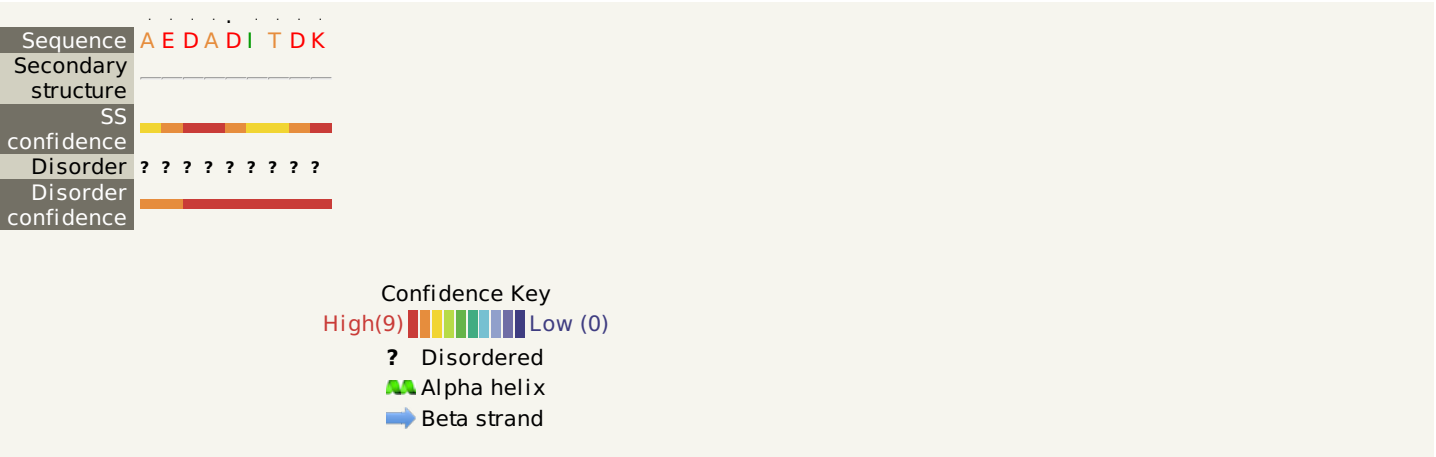 Sequence A E D A D I T D K
Secondary
structure
SS
confidence
Disorder ? ? ? ? ? ? ? ? ?
Disorder
confidence
Confidence Key
High(9) Low (0)
? Disordered
Alpha helix
Beta strand